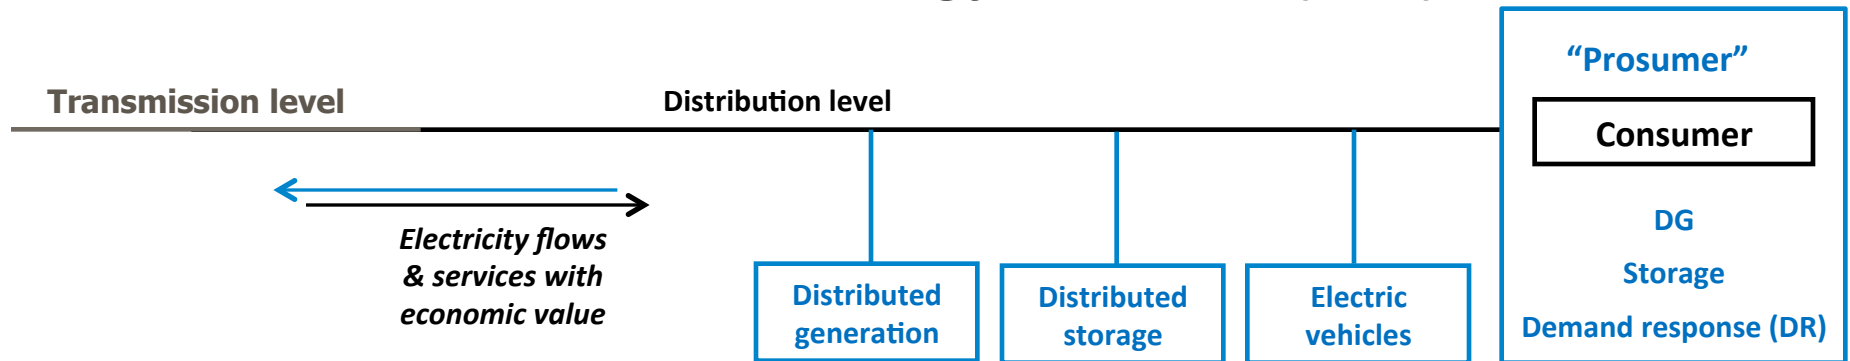 “Prosumer”
Transmission level
Distribution level
Consumer
Electricity flows
& services with
economic value
Distributed
generation
Distributed
storage
Electric
vehicles
DG
Storage
Demand response (DR)